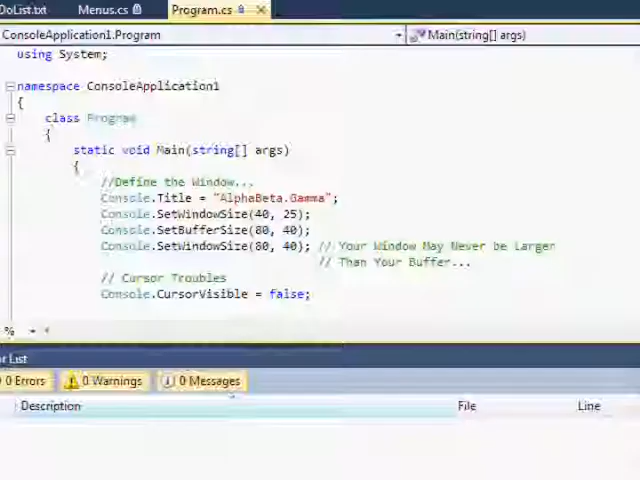 DoList.txt Menus.cs Program.cs
ConsoleApplication1.Program Main(string[] args)
using System;
namespace ConsoleApplication1
{
class Program
{
static void Main(string[] args)
{
//Define the Window...
Console.Title = "AlphaBeta.Gamma";
Console.SetWindowSize(40, 25);
Console.SetBufferSize(80, 40);
Console.SetWindowSize(80, 40); // Your Window May Never be Larger
// Than Your Buffer...
// Cursor Troubles
Console.CursorVisible = false;
%
or List
0 Errors 0 Warnings 0 Messages
Description File Line